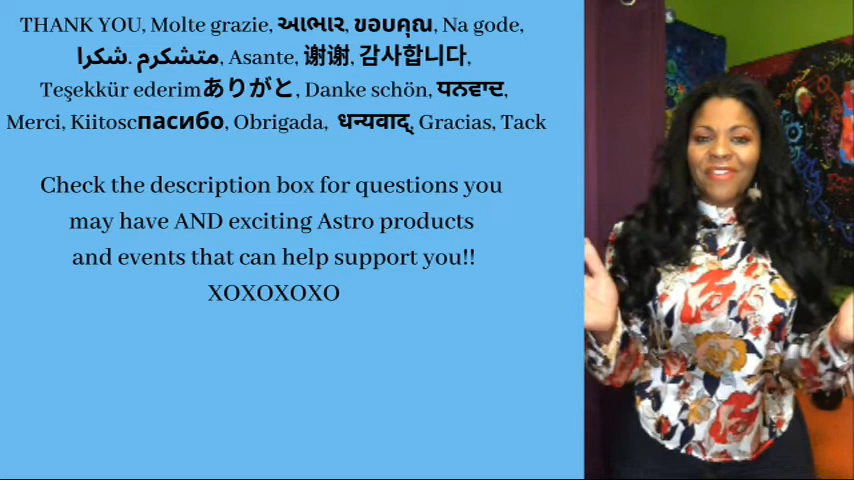 THANK YOU, Molte grazie, આભાર, ขอบคุณ, Na gode,
شكرا. متشكرم, Asante, 谢谢, 감사합니다,
Teşekkür ederimありがと, Danke schön, ਧਨਵਾਦ,
Merci, Kiitoscпасибо, Obrigada, धन्यवाद्, Gracias, Tack
Check the description box for questions you
may have AND exciting Astro products
and events that can help support you!!
XOXOXOXO